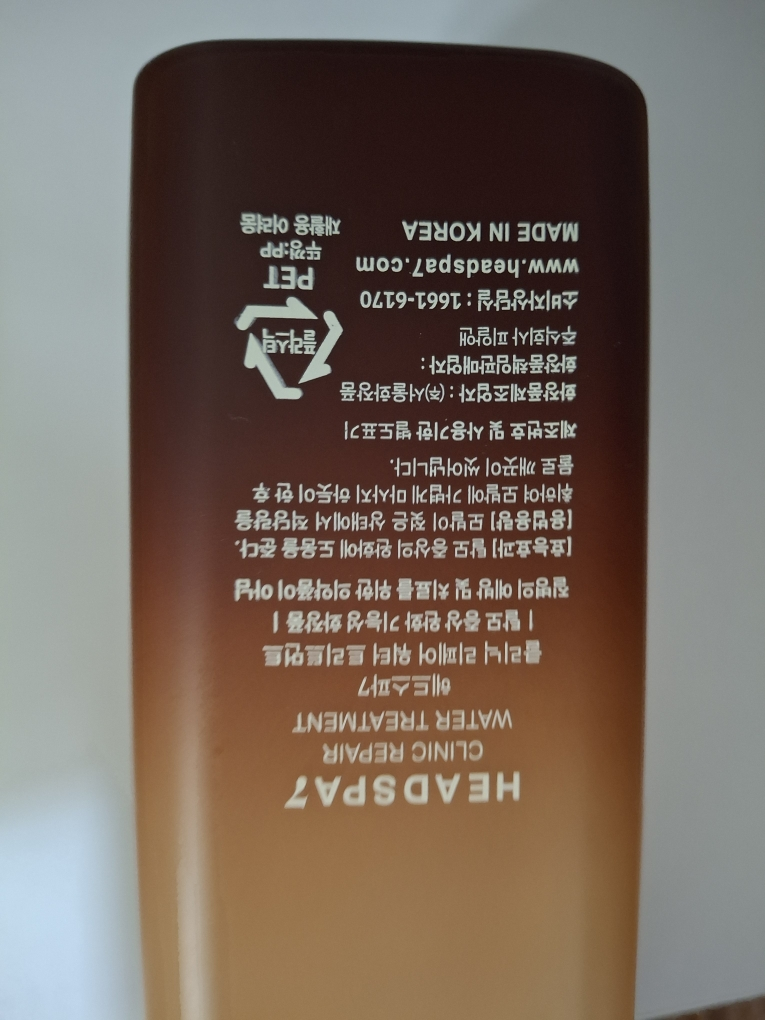 HEADSPA7
CLINIC REPAIR
WATER TREATMENT
헤드스파7
클리닉 리페어 워터 트리트먼트
| 탈모 증상 완화 기능성 화장품 |
질병의 예방 및 치료를 위한 의약품이 아님
[효능효과] 탈모 증상의 완화에 도움을 준다.
[용법용량] 모발이 젖은 상태에서 적당량을
취하여 모발에 가볍게 마사지 하듯이 한 후
물로 깨끗이 씻어냅니다.
제조번호 및 사용기한 별도표기
화장품제조업자 : (주)서울화장품
화장품책임판매업자 :
주식회사 피알앤
소비자상담실 : 1661-6170
www.headspa7.com
MADE IN KOREA
플라스틱
PET
뚜껑:PP
재활용 어려움